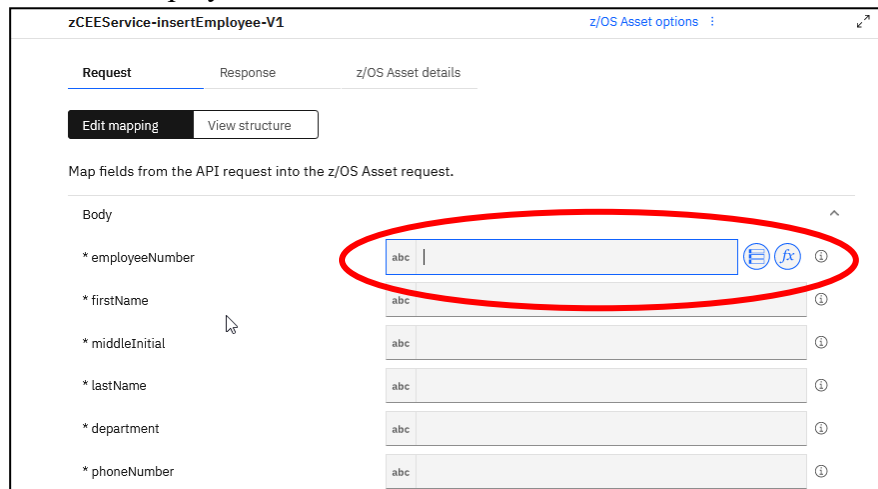 zCEEService-insertEmployee-V1 z/OS Asset options
Request Response z/OS Asset details
Edit mapping View structure
Map fields from the API request into the z/OS Asset request.
Body
* employeeNumber abc fx
* firstName abc
* middleInitial abc
* lastName abc
* department abc
* phoneNumber abc